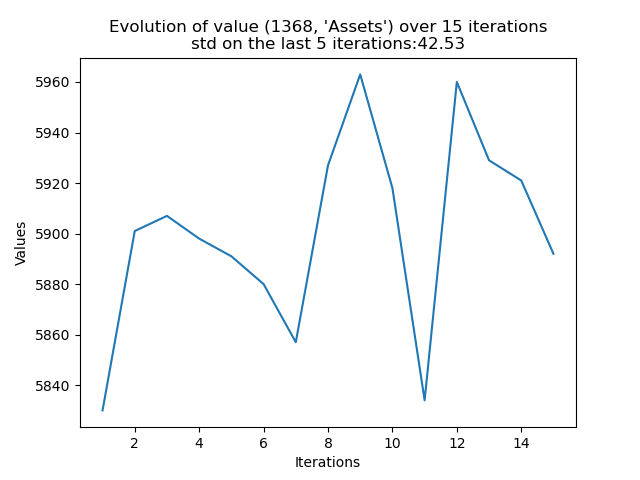 Evolution of value (1368, 'Assets') over 15 iterations
std on the last 5 iterations:42.53
5960
5940
5920
5900
5880
5860
5840
Values
2 4 6 8 10 12 14
Iterations